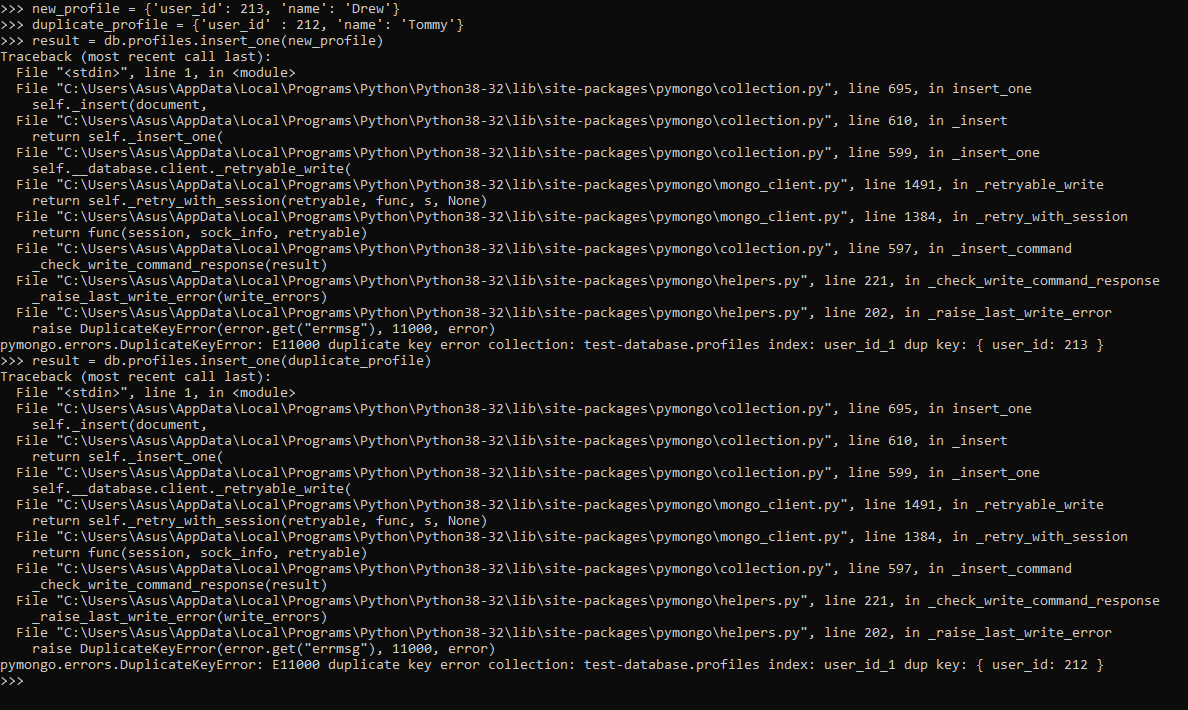 >>> new_profile = {'user_id': 213, 'name': 'Drew'}
>>> duplicate_profile = {'user_id' : 212, 'name': 'Tommy'}
>>> result = db.profiles.insert_one(new_profile)
Traceback (most recent call last):
  File "<stdin>", line 1, in <module>
  File "C:\Users\Asus\AppData\Local\Programs\Python\Python38-32\lib\site-packages\pymongo\collection.py", line 695, in insert_one
    self._insert(document,
  File "C:\Users\Asus\AppData\Local\Programs\Python\Python38-32\lib\site-packages\pymongo\collection.py", line 610, in _insert
    return self._insert_one(
  File "C:\Users\Asus\AppData\Local\Programs\Python\Python38-32\lib\site-packages\pymongo\collection.py", line 599, in _insert_one
    self.__database.client._retryable_write(
  File "C:\Users\Asus\AppData\Local\Programs\Python\Python38-32\lib\site-packages\pymongo\mongo_client.py", line 1491, in _retryable_write
    return self._retry_with_session(retryable, func, s, None)
  File "C:\Users\Asus\AppData\Local\Programs\Python\Python38-32\lib\site-packages\pymongo\mongo_client.py", line 1384, in _retry_with_session
    return func(session, sock_info, retryable)
  File "C:\Users\Asus\AppData\Local\Programs\Python\Python38-32\lib\site-packages\pymongo\collection.py", line 597, in _insert_command
    _check_write_command_response(result)
  File "C:\Users\Asus\AppData\Local\Programs\Python\Python38-32\lib\site-packages\pymongo\helpers.py", line 221, in _check_write_command_response
    _raise_last_write_error(write_errors)
  File "C:\Users\Asus\AppData\Local\Programs\Python\Python38-32\lib\site-packages\pymongo\helpers.py", line 202, in _raise_last_write_error
    raise DuplicateKeyError(error.get("errmsg"), 11000, error)
pymongo.errors.DuplicateKeyError: E11000 duplicate key error collection: test-database.profiles index: user_id_1 dup key: { user_id: 213 }
>>> result = db.profiles.insert_one(duplicate_profile)
Traceback (most recent call last):
  File "<stdin>", line 1, in <module>
  File "C:\Users\Asus\AppData\Local\Programs\Python\Python38-32\lib\site-packages\pymongo\collection.py", line 695, in insert_one
    self._insert(document,
  File "C:\Users\Asus\AppData\Local\Programs\Python\Python38-32\lib\site-packages\pymongo\collection.py", line 610, in _insert
    return self._insert_one(
  File "C:\Users\Asus\AppData\Local\Programs\Python\Python38-32\lib\site-packages\pymongo\collection.py", line 599, in _insert_one
    self.__database.client._retryable_write(
  File "C:\Users\Asus\AppData\Local\Programs\Python\Python38-32\lib\site-packages\pymongo\mongo_client.py", line 1491, in _retryable_write
    return self._retry_with_session(retryable, func, s, None)
  File "C:\Users\Asus\AppData\Local\Programs\Python\Python38-32\lib\site-packages\pymongo\mongo_client.py", line 1384, in _retry_with_session
    return func(session, sock_info, retryable)
  File "C:\Users\Asus\AppData\Local\Programs\Python\Python38-32\lib\site-packages\pymongo\collection.py", line 597, in _insert_command
    _check_write_command_response(result)
  File "C:\Users\Asus\AppData\Local\Programs\Python\Python38-32\lib\site-packages\pymongo\helpers.py", line 221, in _check_write_command_response
    _raise_last_write_error(write_errors)
  File "C:\Users\Asus\AppData\Local\Programs\Python\Python38-32\lib\site-packages\pymongo\helpers.py", line 202, in _raise_last_write_error
    raise DuplicateKeyError(error.get("errmsg"), 11000, error)
pymongo.errors.DuplicateKeyError: E11000 duplicate key error collection: test-database.profiles index: user_id_1 dup key: { user_id: 212 }
>>>